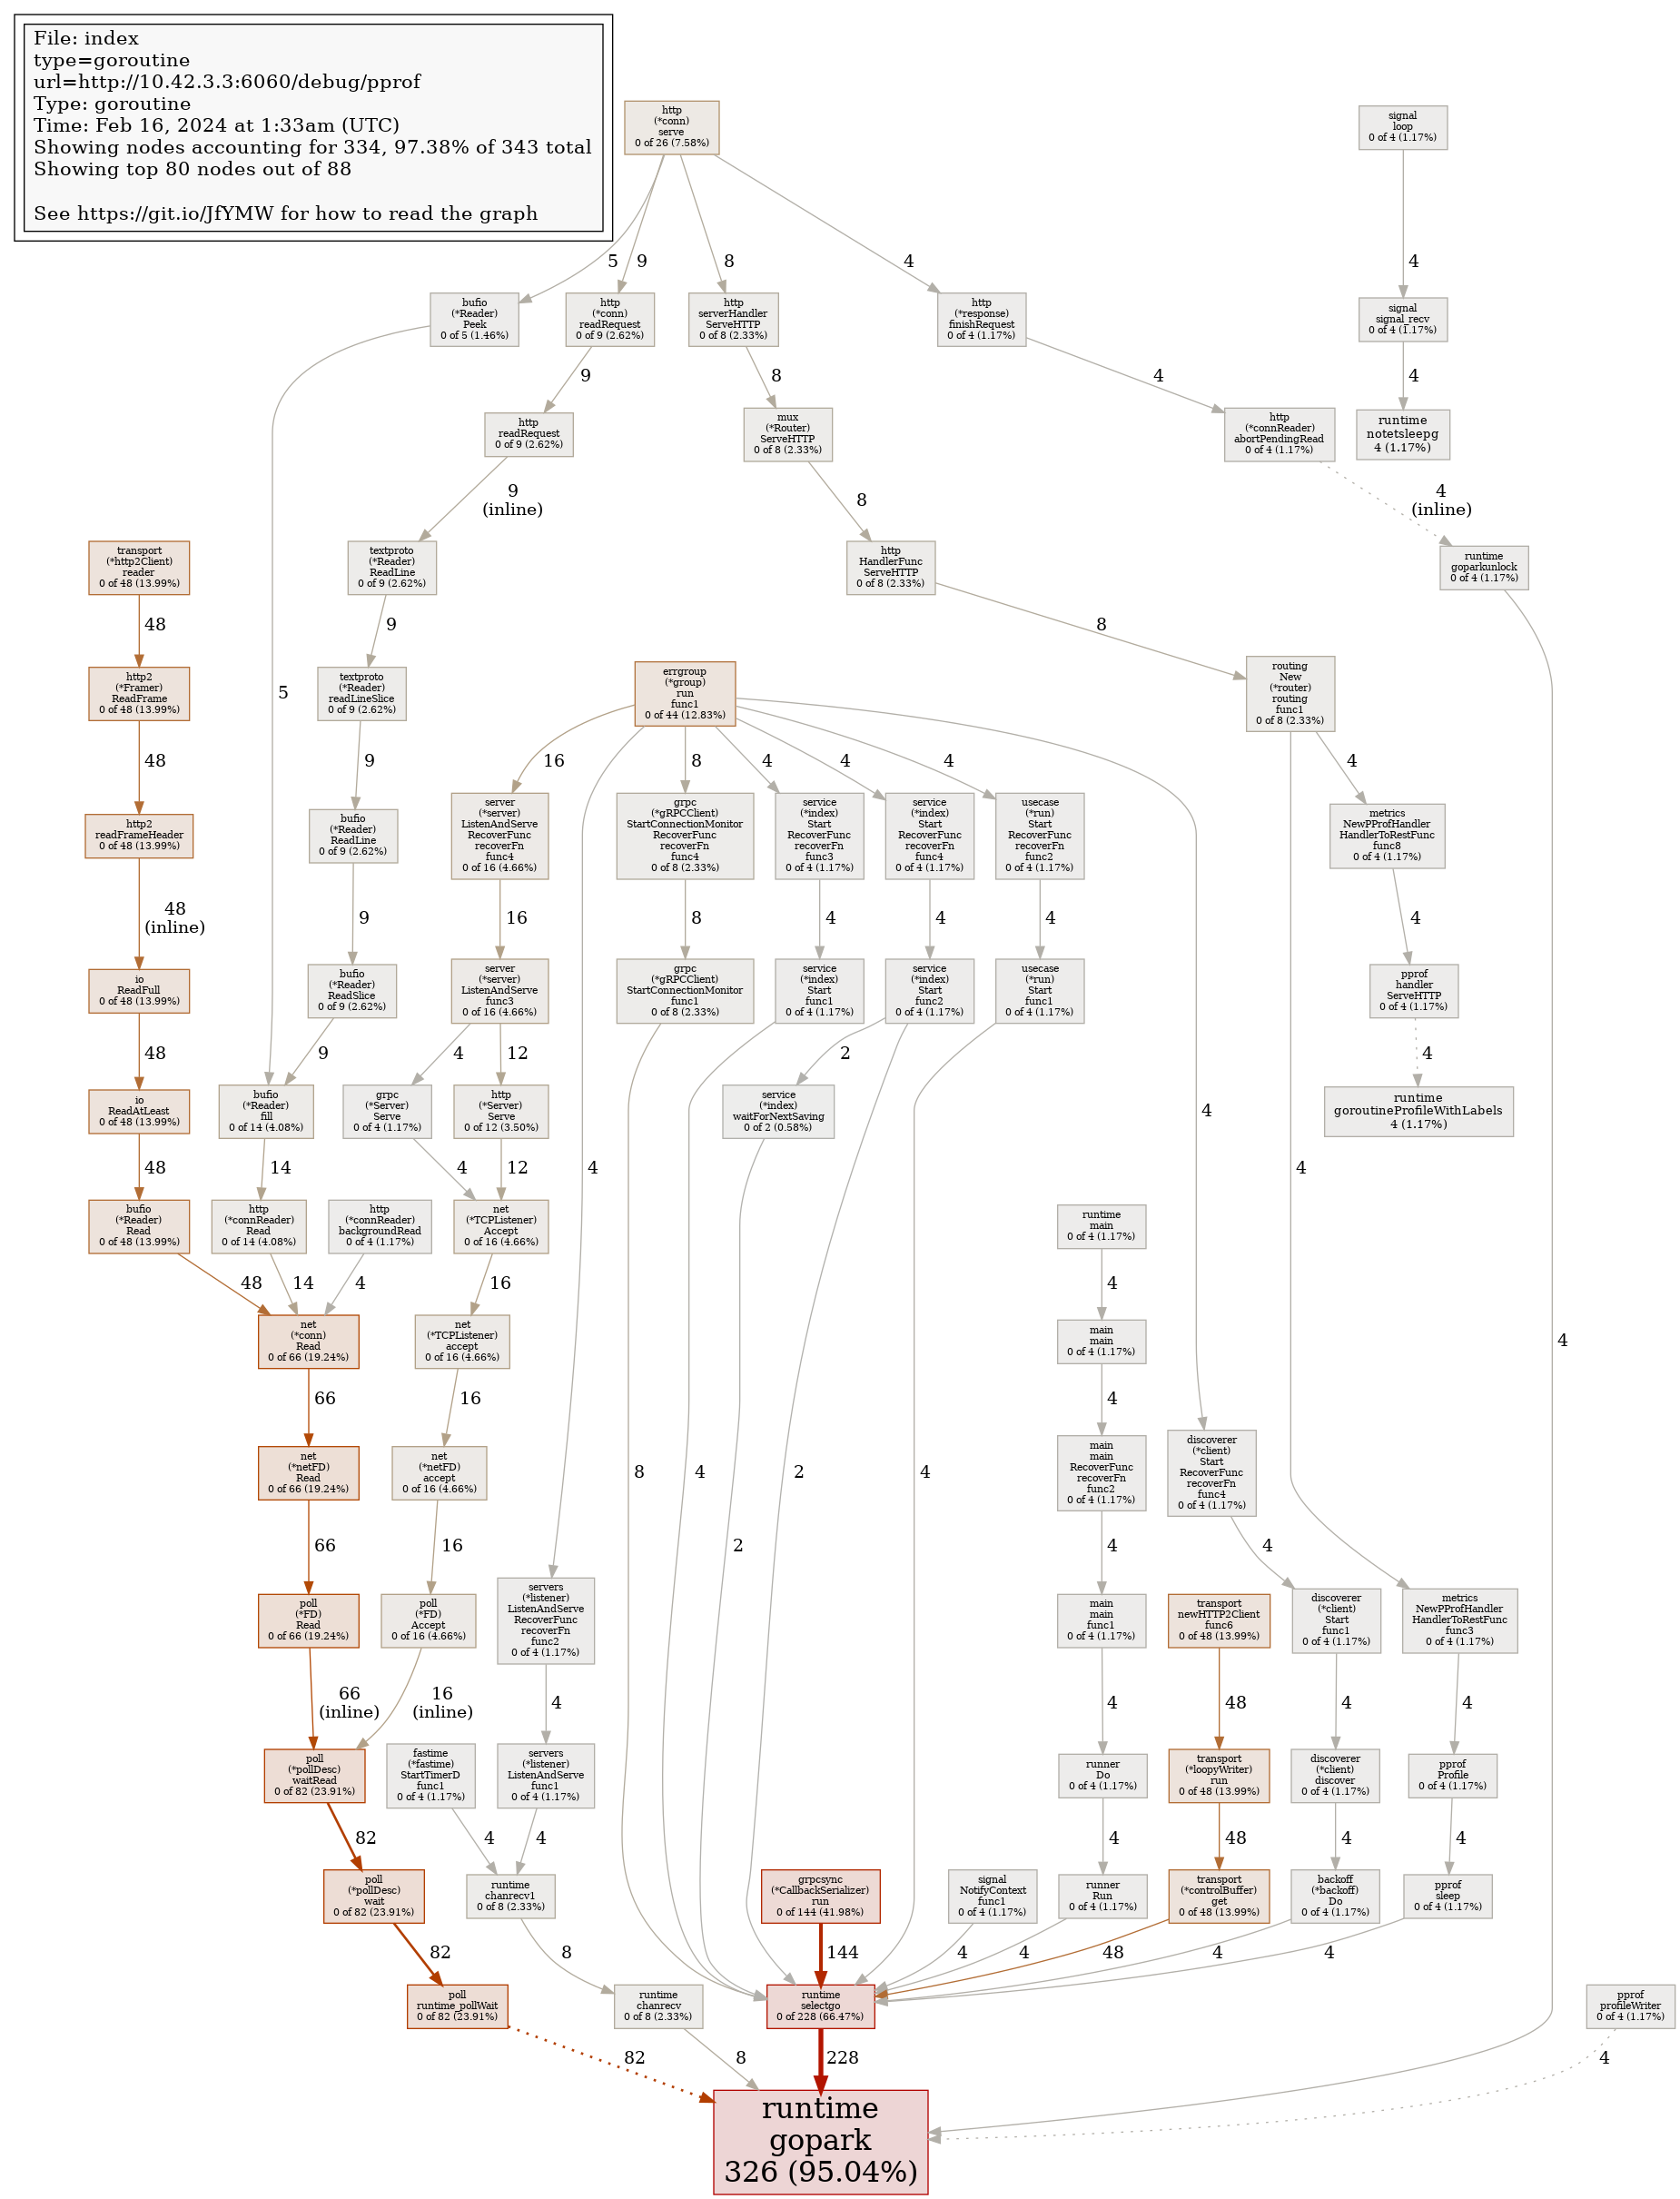 File: index
type=goroutine
url=http://10.42.3.3:6060/debug/pprof
Type: goroutine
Time: Feb 16, 2024 at 1:33am (UTC)
Showing nodes accounting for 334, 97.38% of 343 total
Showing top 80 nodes out of 88
See https://git.io/JfYMW for how to read the graph
http
(*conn)
serve
0 of 26 (7.58%)
signal
loop
0 of 4 (1.17%)
5
9
8
4
4
bufio
(*Reader)
Peek
0 of 5 (1.46%)
http
(*conn)
readRequest
0 of 9 (2.62%)
http
serverHandler
ServeHTTP
0 of 8 (2.33%)
http
(*response)
finishRequest
0 of 4 (1.17%)
signal
signal_recv
0 of 4 (1.17%)
9
8
4
4
http
readRequest
0 of 9 (2.62%)
mux
(*Router)
ServeHTTP
0 of 8 (2.33%)
http
(*connReader)
abortPendingRead
0 of 4 (1.17%)
runtime
notetsleepg
4 (1.17%)
9
(inline)
8
4
(inline)
transport
(*http2Client)
reader
0 of 48 (13.99%)
textproto
(*Reader)
ReadLine
0 of 9 (2.62%)
http
HandlerFunc
ServeHTTP
0 of 8 (2.33%)
runtime
goparkunlock
0 of 4 (1.17%)
48
9
8
http2
(*Framer)
ReadFrame
0 of 48 (13.99%)
textproto
(*Reader)
readLineSlice
0 of 9 (2.62%)
5
errgroup
(*group)
run
func1
0 of 44 (12.83%)
routing
New
(*router)
routing
func1
0 of 8 (2.33%)
48
9
16
8
4
4
4
4
http2
readFrameHeader
0 of 48 (13.99%)
bufio
(*Reader)
ReadLine
0 of 9 (2.62%)
server
(*server)
ListenAndServe
RecoverFunc
recoverFn
func4
0 of 16 (4.66%)
grpc
(*gRPCClient)
StartConnectionMonitor
RecoverFunc
recoverFn
func4
0 of 8 (2.33%)
service
(*index)
Start
RecoverFunc
recoverFn
func3
0 of 4 (1.17%)
service
(*index)
Start
RecoverFunc
recoverFn
func4
0 of 4 (1.17%)
usecase
(*run)
Start
RecoverFunc
recoverFn
func2
0 of 4 (1.17%)
metrics
NewPProfHandler
HandlerToRestFunc
func8
0 of 4 (1.17%)
48
(inline)
9
16
8
4
4
4
4
io
ReadFull
0 of 48 (13.99%)
bufio
(*Reader)
ReadSlice
0 of 9 (2.62%)
server
(*server)
ListenAndServe
func3
0 of 16 (4.66%)
grpc
(*gRPCClient)
StartConnectionMonitor
func1
0 of 8 (2.33%)
service
(*index)
Start
func1
0 of 4 (1.17%)
service
(*index)
Start
func2
0 of 4 (1.17%)
usecase
(*run)
Start
func1
0 of 4 (1.17%)
pprof
handler
ServeHTTP
0 of 4 (1.17%)
48
9
4
12
2
4
io
ReadAtLeast
0 of 48 (13.99%)
bufio
(*Reader)
fill
0 of 14 (4.08%)
grpc
(*Server)
Serve
0 of 4 (1.17%)
http
(*Server)
Serve
0 of 12 (3.50%)
service
(*index)
waitForNextSaving
0 of 2 (0.58%)
4
runtime
goroutineProfileWithLabels
4 (1.17%)
48
14
4
12
4
4
bufio
(*Reader)
Read
0 of 48 (13.99%)
http
(*connReader)
Read
0 of 14 (4.08%)
http
(*connReader)
backgroundRead
0 of 4 (1.17%)
net
(*TCPListener)
Accept
0 of 16 (4.66%)
runtime
main
0 of 4 (1.17%)
48
14
4
16
4
net
(*conn)
Read
0 of 66 (19.24%)
net
(*TCPListener)
accept
0 of 16 (4.66%)
main
main
0 of 4 (1.17%)
4
66
16
4
net
(*netFD)
Read
0 of 66 (19.24%)
net
(*netFD)
accept
0 of 16 (4.66%)
8
4
2
4
main
main
RecoverFunc
recoverFn
func2
0 of 4 (1.17%)
discoverer
(*client)
Start
RecoverFunc
recoverFn
func4
0 of 4 (1.17%)
66
16
2
4
4
poll
(*FD)
Read
0 of 66 (19.24%)
poll
(*FD)
Accept
0 of 16 (4.66%)
servers
(*listener)
ListenAndServe
RecoverFunc
recoverFn
func2
0 of 4 (1.17%)
main
main
func1
0 of 4 (1.17%)
transport
newHTTP2Client
func6
0 of 48 (13.99%)
discoverer
(*client)
Start
func1
0 of 4 (1.17%)
metrics
NewPProfHandler
HandlerToRestFunc
func3
0 of 4 (1.17%)
66
(inline)
16
(inline)
4
4
48
4
4
poll
(*pollDesc)
waitRead
0 of 82 (23.91%)
fastime
(*fastime)
StartTimerD
func1
0 of 4 (1.17%)
servers
(*listener)
ListenAndServe
func1
0 of 4 (1.17%)
runner
Do
0 of 4 (1.17%)
transport
(*loopyWriter)
run
0 of 48 (13.99%)
discoverer
(*client)
discover
0 of 4 (1.17%)
pprof
Profile
0 of 4 (1.17%)
82
4
4
4
48
4
4
poll
(*pollDesc)
wait
0 of 82 (23.91%)
runtime
chanrecv1
0 of 8 (2.33%)
grpcsync
(*CallbackSerializer)
run
0 of 144 (41.98%)
signal
NotifyContext
func1
0 of 4 (1.17%)
runner
Run
0 of 4 (1.17%)
transport
(*controlBuffer)
get
0 of 48 (13.99%)
backoff
(*backoff)
Do
0 of 4 (1.17%)
pprof
sleep
0 of 4 (1.17%)
82
8
144
4
4
48
4
4
poll
runtime_pollWait
0 of 82 (23.91%)
runtime
chanrecv
0 of 8 (2.33%)
runtime
selectgo
0 of 228 (66.47%)
pprof
profileWriter
0 of 4 (1.17%)
82
8
228
4
runtime
gopark
326 (95.04%)